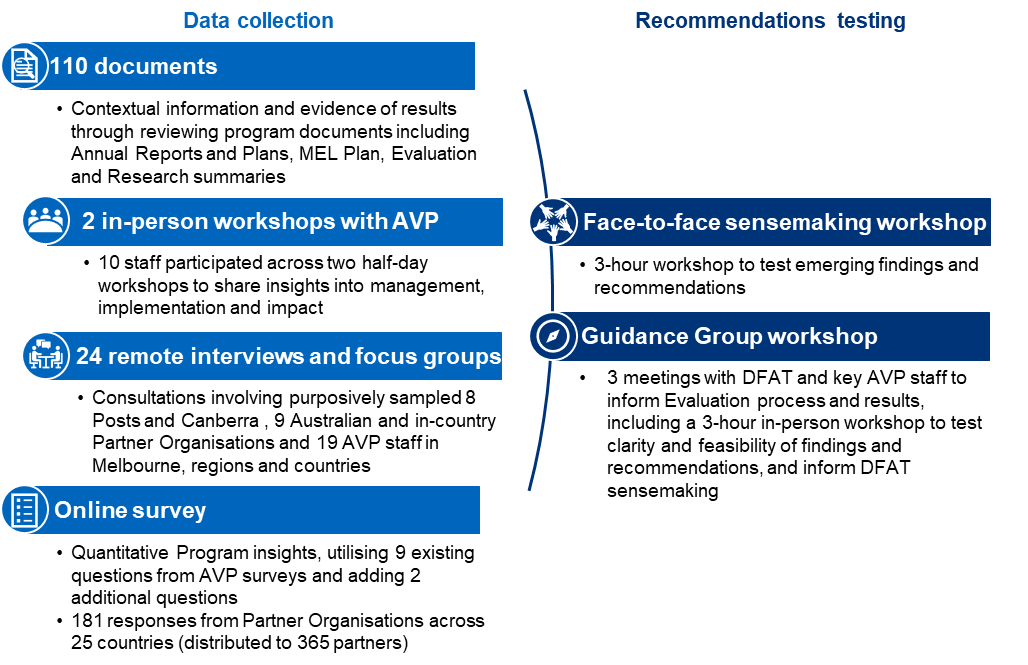 Data collection
110 documents
• Contextual information and evidence of results
through reviewing program documents including
Annual Reports and Plans, MEL Plan, Evaluation
and Research summaries
2 in-person workshops with AVP
• 10 staff participated across two half-day
workshops to share insights into management,
implementation and impact
24 remote interviews and focus groups
• Consultations involving purposively sampled 8
Posts and Canberra , 9 Australian and in-country
Partner Organisations and 19 AVP staff in
Melbourne, regions and countries
Online survey
• Quantitative Program insights, utilising 9 existing
questions from AVP surveys and adding 2
additional questions
• 181 responses from Partner Organisations across
25 countries (distributed to 365 partners)
Recommendations testing
Face-to-face sensemaking workshop
• 3-hour workshop to test emerging findings and
recommendations
Guidance Group workshop
• 3 meetings with DFAT and key AVP staff to
inform Evaluation process and results,
including a 3-hour in-person workshop to test
clarity and feasibility of findings and
recommendations, and inform DFAT
sensemaking